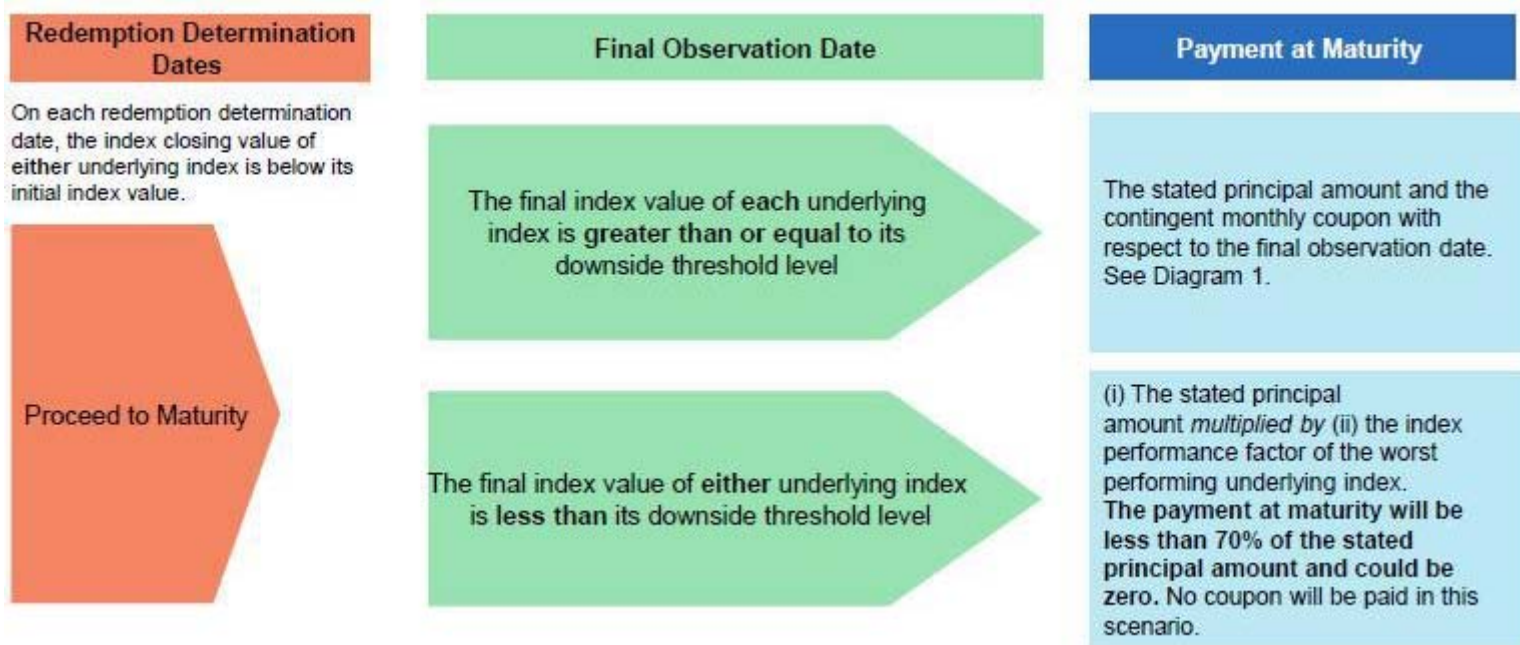 Redemption Determination
Dates
On each redemption determination
date, the index closing value of
either underlying index is below its
initial index value.
Proceed to Maturity
Final Observation Date
The final index value of each underlying
index is greater than or equal to its
downside threshold level
The final index value of either underlying index
is less than its downside threshold level
Payment at Maturity
The stated principal amount and the
contingent monthly coupon with
respect to the final observation date.
See Diagram 1.
(i) The stated principal
amount multiplied by (ii) the index
performance factor of the worst
performing underlying index.
The payment at maturity will be
less than 70% of the stated
principal amount and could be
zero. No coupon will be paid in this
scenario.